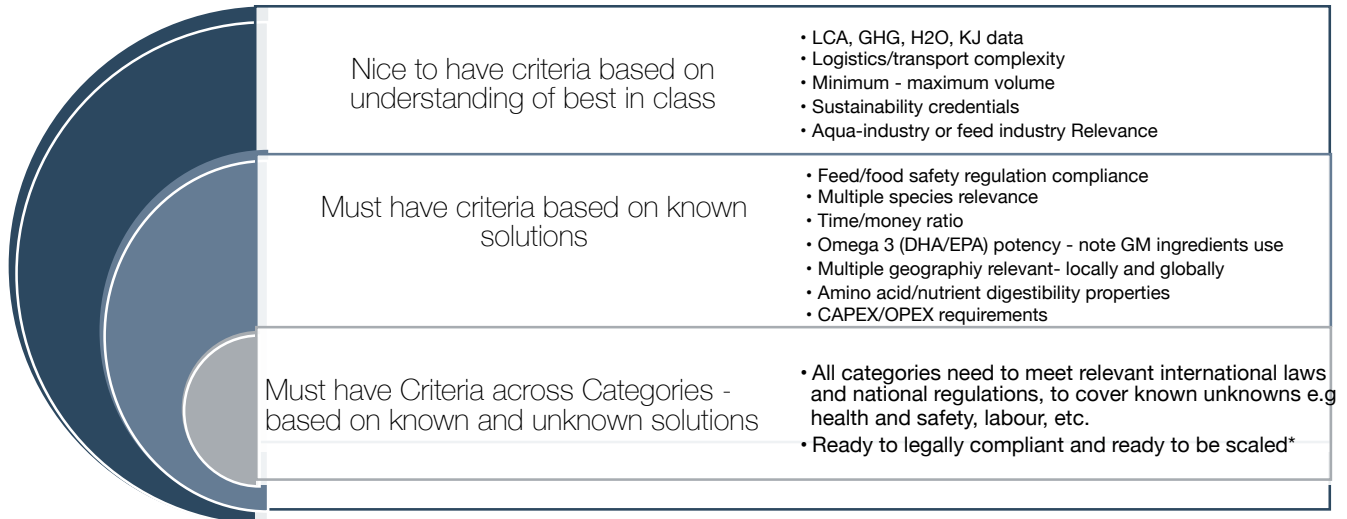 Nice to have criteria based on
understanding of best in class
• LCA, GHG, H2O, KJ data
• Logistics/transport complexity
• Minimum - maximum volume
• Sustainability credentials
• Aqua-industry or feed industry Relevance
Must have criteria based on known
solutions
• Feed/food safety regulation compliance
• Multiple species relevance
• Time/money ratio
• Omega 3 (DHA/EPA) potency - note GM ingredients use
• Multiple geographiy relevant- locally and globally
• Amino acid/nutrient digestibility properties
• CAPEX/OPEX requirements
Must have Criteria across Categories -
based on known and unknown solutions
• All categories need to meet relevant international laws
and national regulations, to cover known unknowns e.g
health and safety, labour, etc.
• Ready to legally compliant and ready to be scaled*